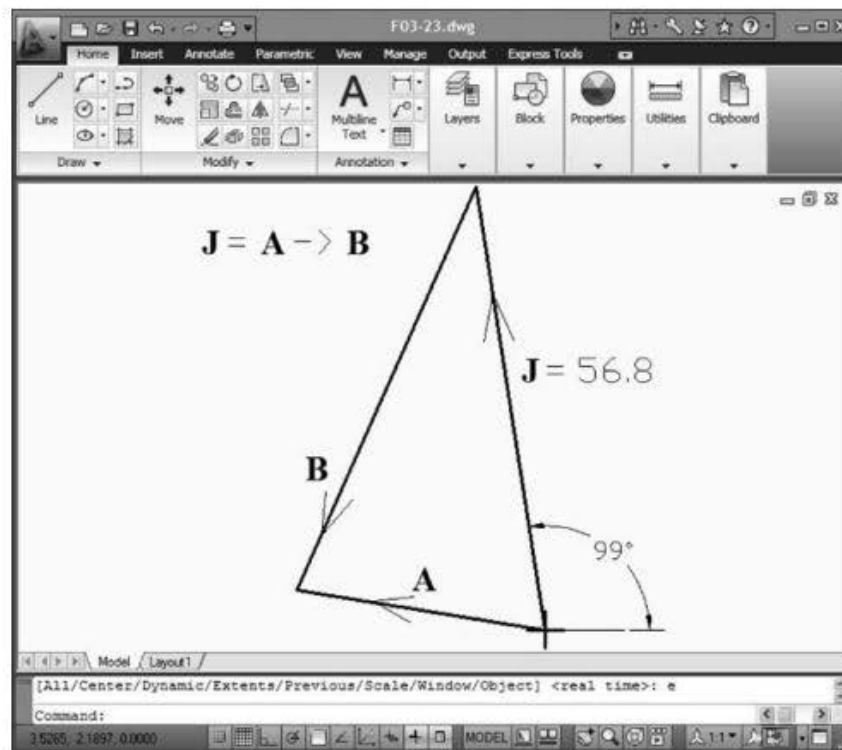 F03-23.dwg
Home Insert Annotate Parametric View Manage Output Express Tools
Line Move Multiline Text Layers Block Properties Utilities Clipboard
Draw Modify Annotation
J = A -> B
J = 56.8
B
99°
A
Model Layout1
[All/Center/Dynamic/Extents/Previous/Scale/Window/Object] <real time>: e
Command:
3.5265, 2.1897, 0.0000 MODEL 1:1